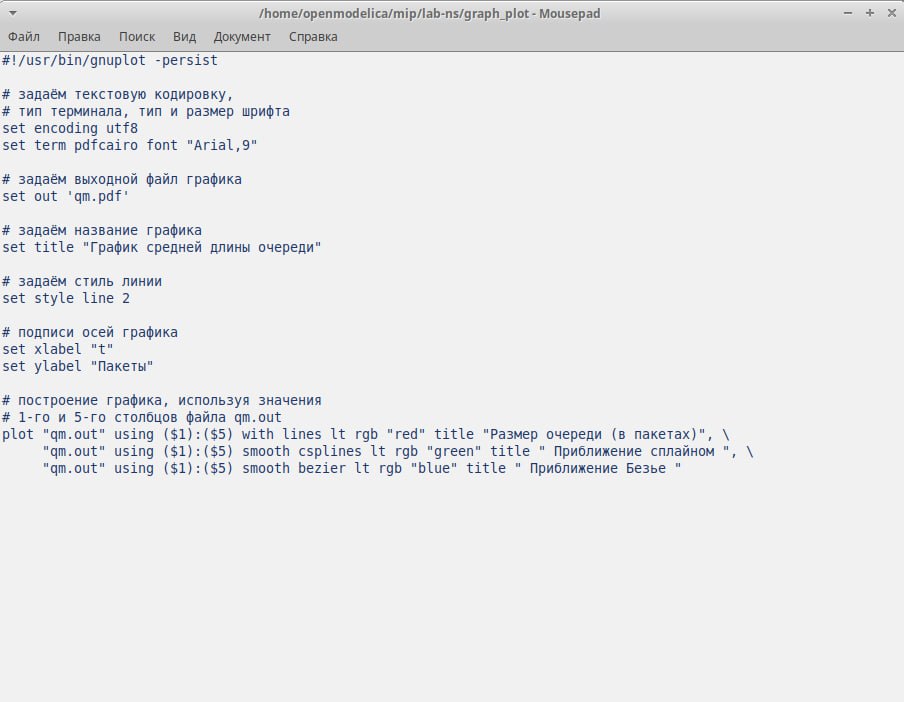 /home/openmodelica/mip/lab-ns/graph_plot - Mousepad
Файл Правка Поиск Вид Документ Справка
#!/usr/bin/gnuplot -persist
# задаём текстовую кодировку,
# тип терминала, тип и размер шрифта
set encoding utf8
set term pdfcairo font "Arial,9"
# задаём выходной файл графика
set out 'qm.pdf'
# задаём название графика
set title "График средней длины очереди"
# задаём стиль линии
set style line 2
# подписи осей графика
set xlabel "t"
set ylabel "Пакеты"
# построение графика, используя значения
# 1-го и 5-го столбцов файла qm.out
plot "qm.out" using ($1):($5) with lines lt rgb "red" title "Размер очереди (в пакетах)", \
"qm.out" using ($1):($5) smooth csplines lt rgb "green" title " Приближение сплайном ", \
"qm.out" using ($1):($5) smooth bezier lt rgb "blue" title " Приближение Безье "